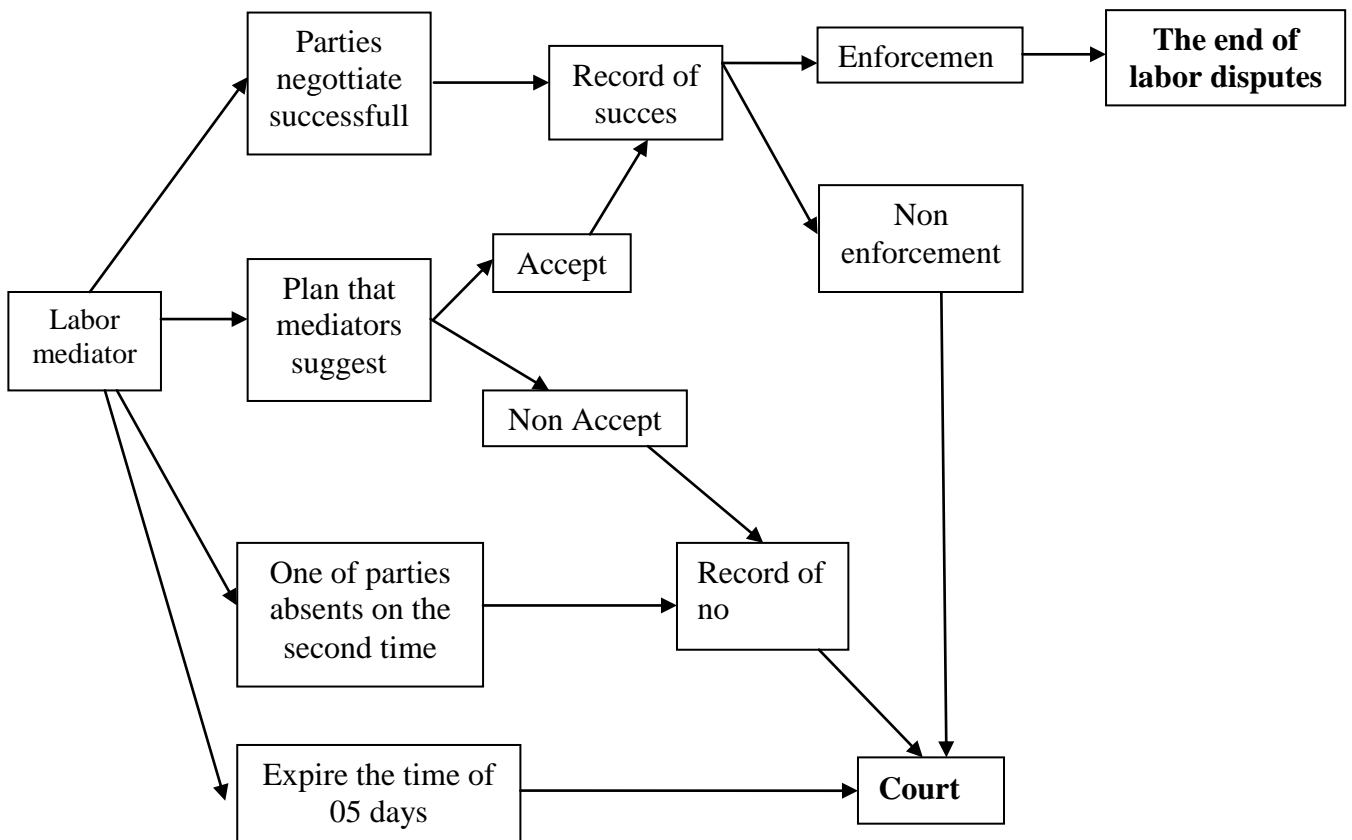 Parties
negottiate
successfull
Record of
succes
Enforcemen
The end of
labor disputes
Non
enforcement
Accept
Labor
mediator
Plan that
mediators
suggest
Non Accept
One of parties
absents on the
second time
Record of
no
Expire the time of
05 days
Court